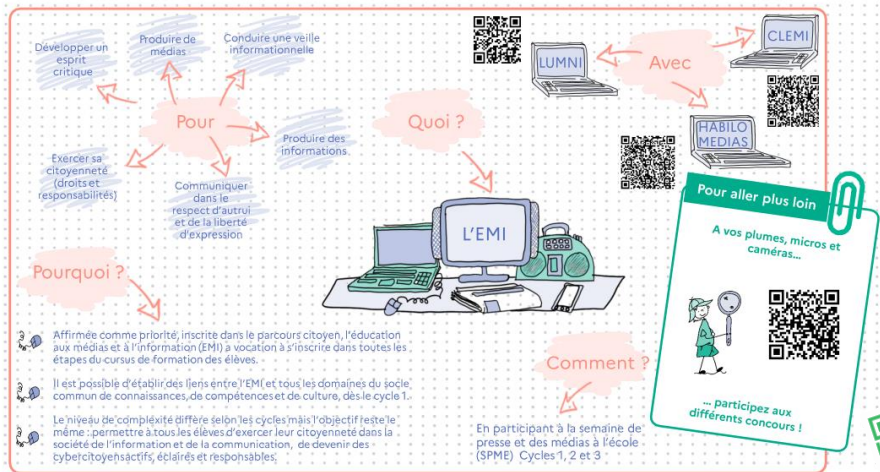 Développer un
esprit
critique
Produire de
médias
Conduire une veille
informationnelle
Pour
Produire des
informations
Exercer sa
citoyenneté
(droits et
responsabilités)
Communiquer
dans le
respect d'autrui
et de la liberté
d'expression
Quoi ?
L'EMI
LUMNI
Avec
CLEMI
HABILO
MEDIAS
Pourquoi ?
Affirmée comme priorité, inscrite dans le parcours citoyen, l'éducation
aux médias et à l'information (EMI) a vocation à s'inscrire dans toutes les
étapes du cursus de formation des élèves.
Il est possible d'établir des liens entre l'EMI et tous les domaines du socle
commun de connaissances, de compétences et de culture, dès le cycle 1.
Le niveau de complexité diffère selon les cycles mais l'objectif reste le
même : permettre à tous les élèves d'exercer leur citoyenneté dans la
société de l'information et de la communication, de devenir des
cybercitoyensactifs, éclairés et responsables.
Comment ?
En participant à la semaine de
presse et des médias à l'école
(SPME) Cycles 1, 2 et 3
Pour aller plus loin
A vos plumes, micros et
caméras...
... participez aux
différents concours !